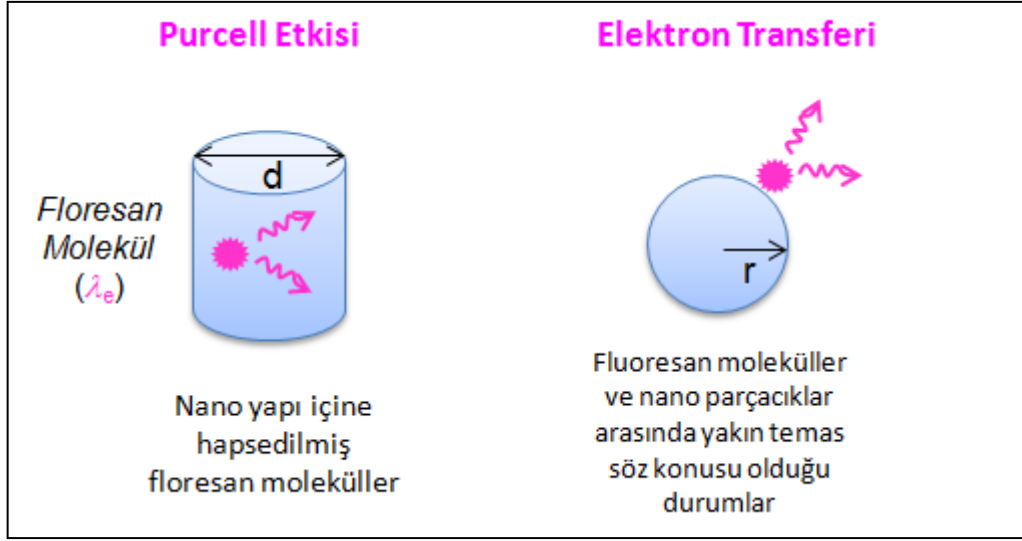 Purcell Etkisi
d
Floresan
Molekül
(λe)
Nano yapı içine
hapsedilmiş
floresan moleküller
Elektron Transferi
r
Fluoresan moleküller
ve nano parçacıklar
arasında yakın temas
söz konusu olduğu
durumlar